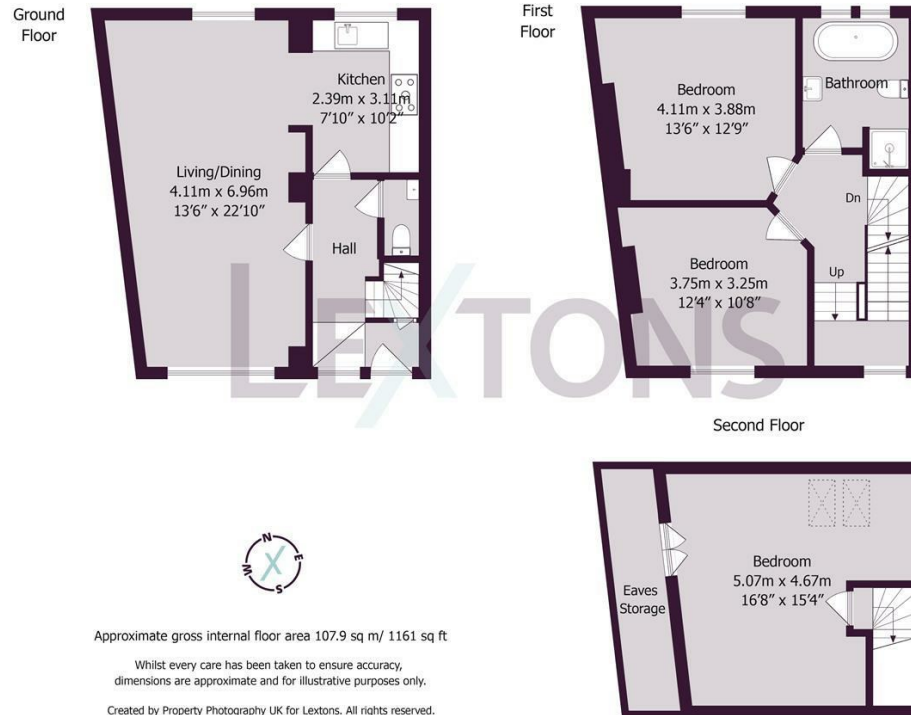 Ground
Floor
Kitchen
2.39m x 3.11m
7'10" x 10'2"
Living/Dining
4.11m x 6.96m
13'6" x 22'10"
Hall
First
Floor
Bedroom
4.11m x 3.88m
13'6" x 12'9"
Bathroom
Dn
Bedroom
3.75m x 3.25m
12'4" x 10'8"
Up
LEXTONS
Second Floor
Bedroom
5.07m x 4.67m
16'8" x 15'4"
Eaves
Storage
N
E
S
W
X
Approximate gross internal floor area 107.9 sq m/ 1161 sq ft
Whilst every care has been taken to ensure accuracy,
dimensions are approximate and for illustrative purposes only.
Created by Property Photography UK for Lextons. All rights reserved.